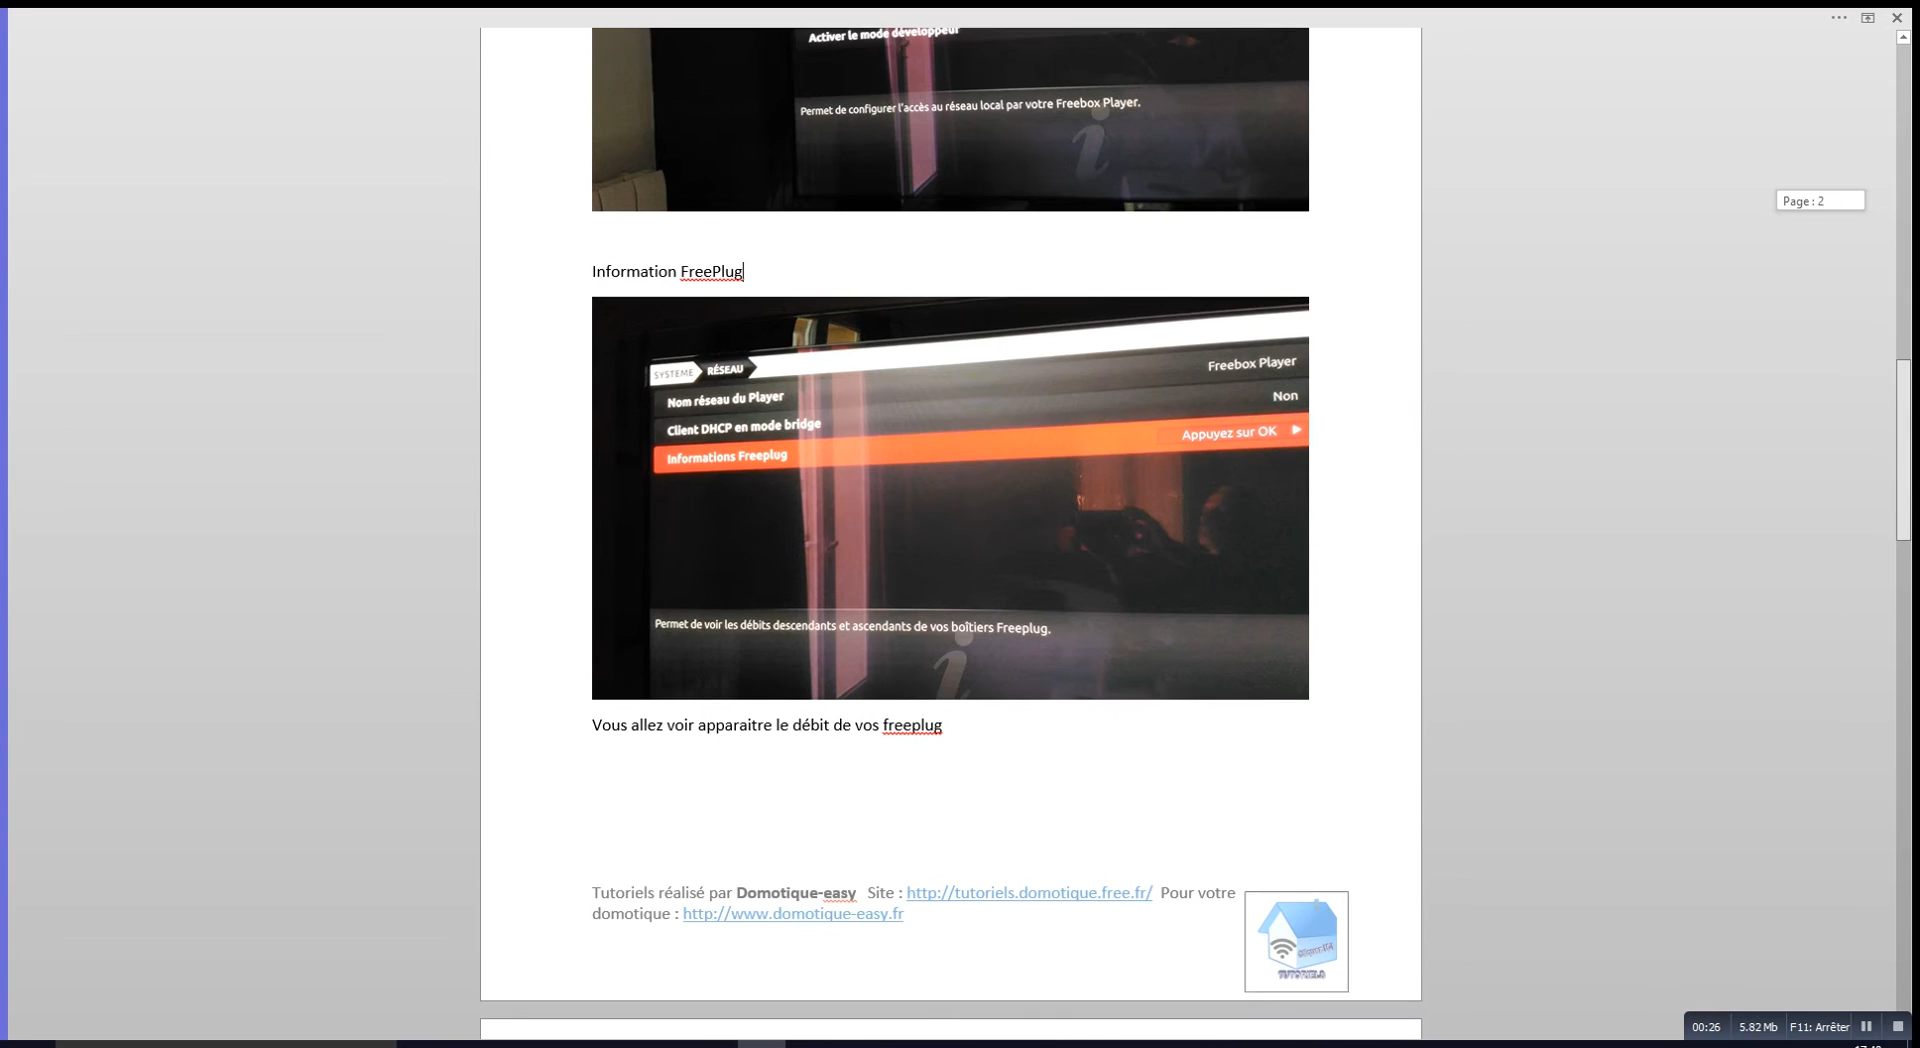 Activer le mode développeur
Permet de configurer l'accès au réseau local par votre Freebox Player.
Page : 2
Information FreePlug
SYSTEME RÉSEAU
Nom réseau du Player Freebox Player
Client DHCP en mode bridge Non
Informations Freeplug Appuyez sur OK
Permet de voir les débits descendants et ascendants de vos boîtiers Freeplug.
Vous allez voir apparaitre le débit de vos freeplug
Tutoriels réalisé par Domotique-easy Site : http://tutoriels.domotique.free.fr/ Pour votre
domotique : http://www.domotique-easy.fr
TUTORIELS
00:26 5.82 Mb F11: Arrêter